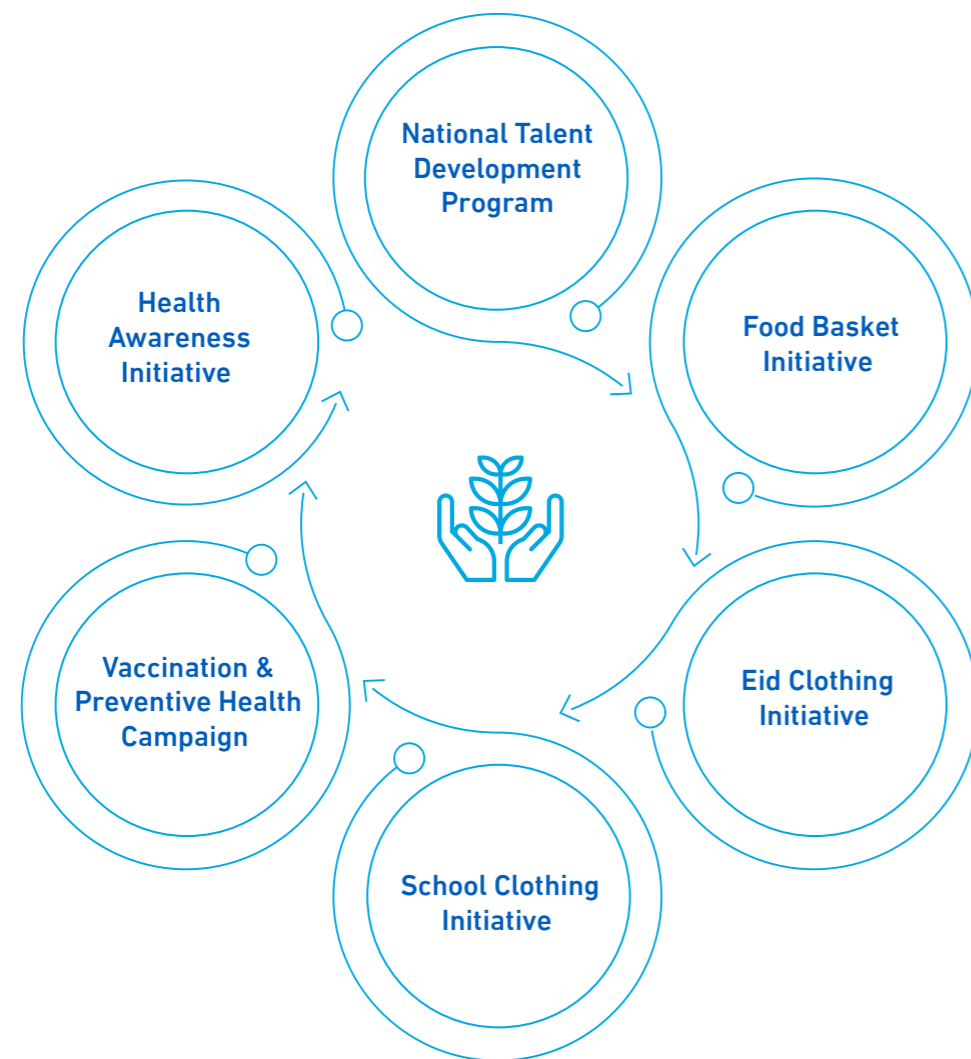 National Talent
Development
Program
Food Basket
Initiative
Eid Clothing
Initiative
School Clothing
Initiative
Vaccination &
Preventive Health
Campaign
Health
Awareness
Initiative